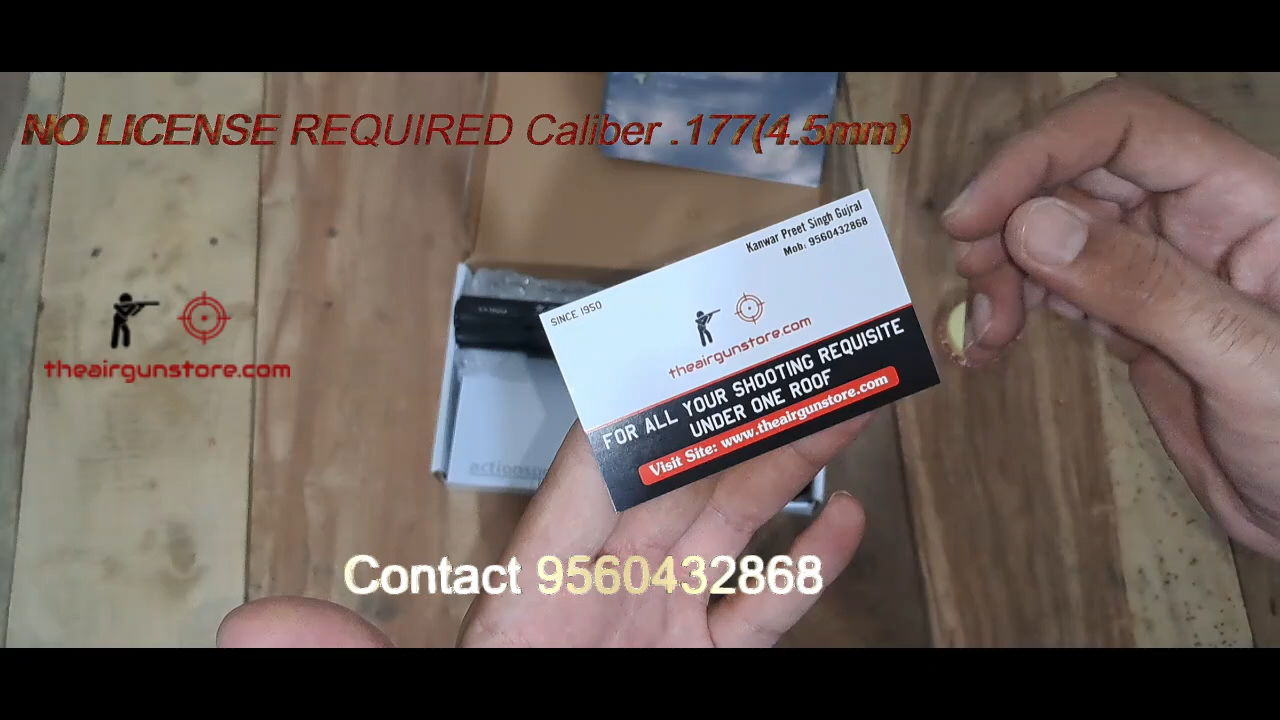 NO LICENSE REQUIRED Caliber .177(4.5mm)
Kanwar Preet Singh Gujral
Mob: 9560432868
SINCE 1950
theairgunstore.com
theairgunstore.com
FOR ALL YOUR SHOOTING REQUISITE
UNDER ONE ROOF
Visit Site: www.theairgunstore.com
Contact 9560432868